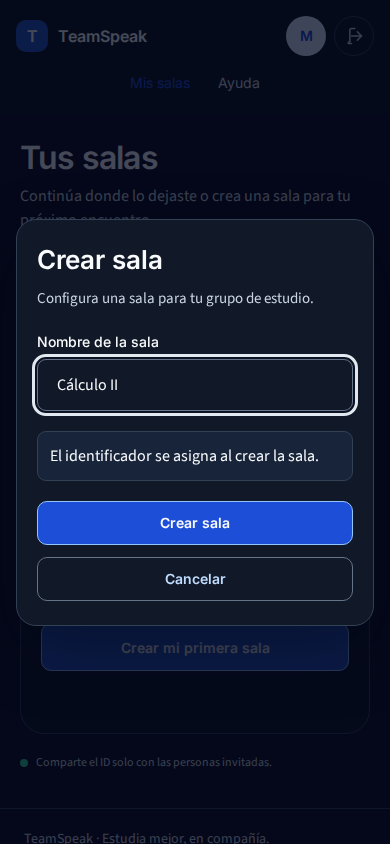 T TeamSpeak M
Mis salas Ayuda
Tus salas
Continúa donde lo dejaste o crea una sala para tu
próximo encuentro.
Crear sala
Configura una sala para tu grupo de estudio.
Nombre de la sala
Cálculo II
El identificador se asigna al crear la sala.
Crear sala
Cancelar
Crear mi primera sala
Comparte el ID solo con las personas invitadas.
TeamSpeak · Estudia mejor, en compañía.